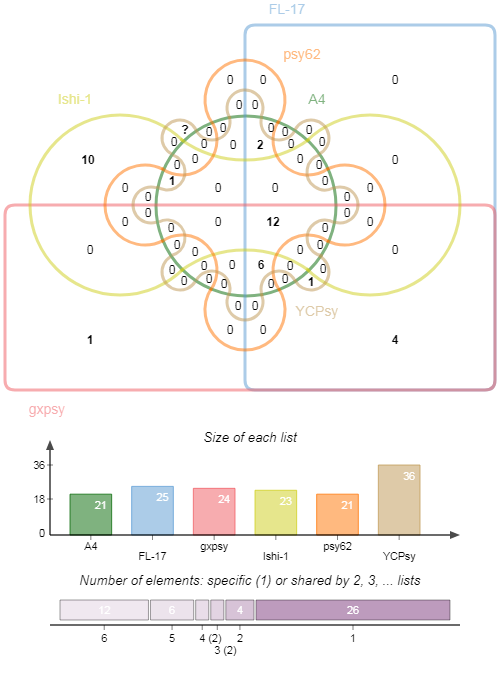 FL-17
psy62
0 0 0
Ishi-1 A4
0 0
? 0 0 0 0 0
0 0 0 2 0 0
10 0 0 0
0 0
1 0
0 0 0 0
0 0
0 0
0 0 12 0
0 0
0 0
0 0 0 0
0 0 0 6 0 0
0 0 0 0 0 1
0 0
YCPsy
0 0
1 4
gxpsy
Size of each list
36
18
0
21 25 24 23 21 36
A4 FL-17 gxpsy Ishi-1 psy62 YCPsy
Number of elements: specific (1) or shared by 2, 3, ... lists
12 6 4 26
6 5 4 (2) 2 1
3 (2)